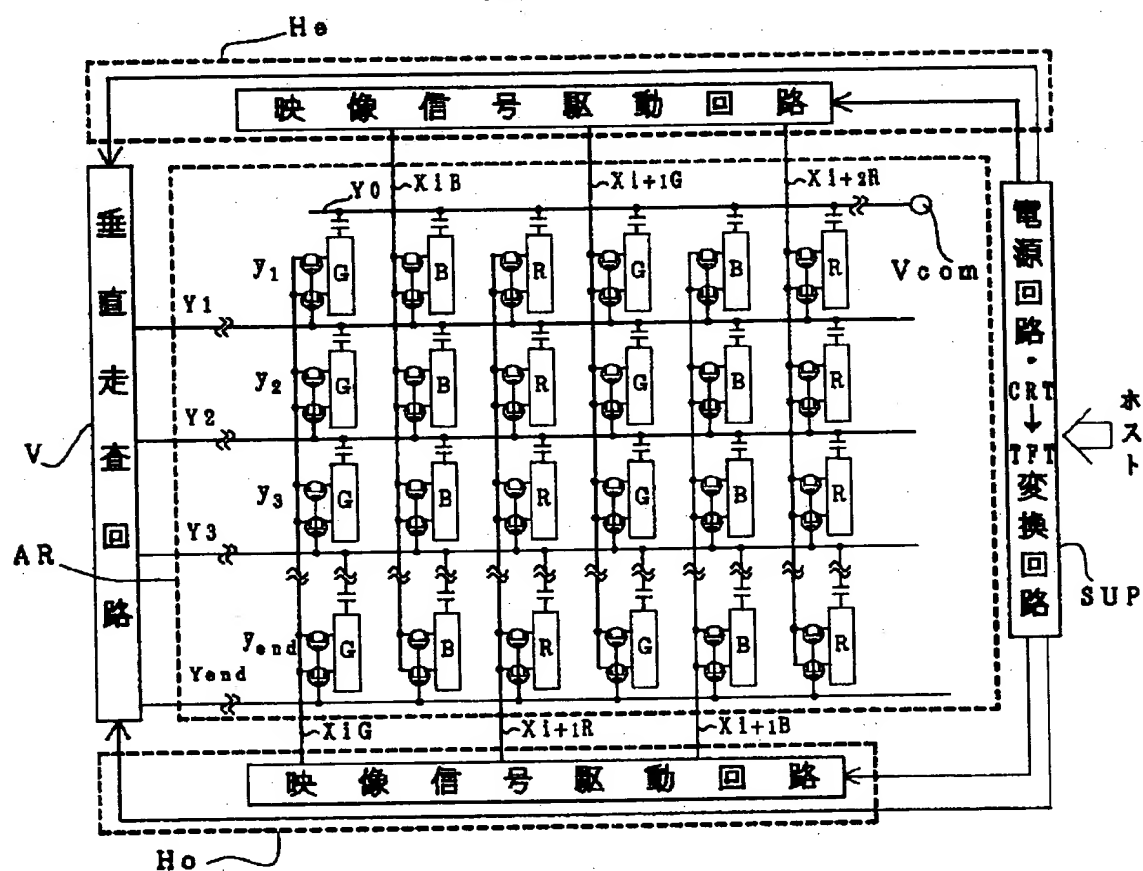 He
映像信号駆動回路
XiB
Xi+1G
Xi+2R
Y0
Vcom
y1
G
B
R
G
B
R
Y1
y2
G
B
R
G
B
R
Y2
y3
G
B
R
G
B
R
Y3
yend
G
B
R
G
B
R
Yend
XiG
Xi+1R
Xi+1B
映像信号駆動回路
Ho
垂直走査回路
V
AR
電源回路・CRT→TFT変換回路
ホスト
SUP